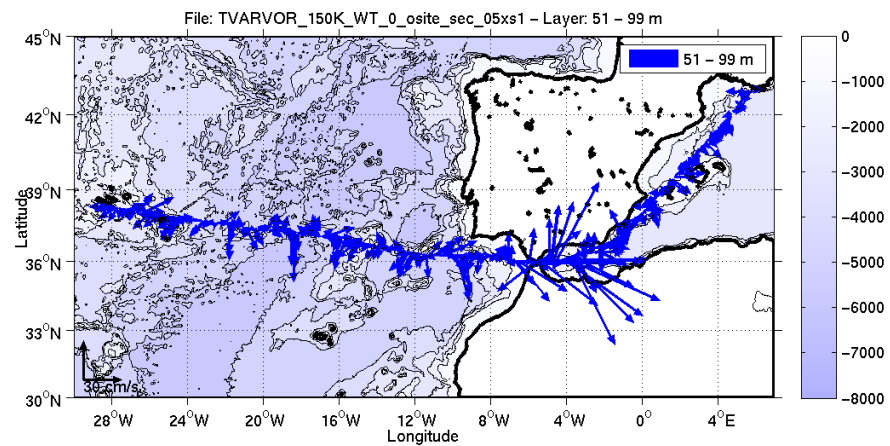 File: TVARVOR_150K_WT_0_osite_sec_05xs1 – Layer: 51 – 99 m
51 – 99 m
45°N
42°N
39°N
36°N
33°N
30°N
Latitude
30 cm/s
28°W 24°W 20°W 16°W 12°W 8°W 4°W 0° 4°E
Longitude
0
−1000
−2000
−3000
−4000
−5000
−6000
−7000
−8000